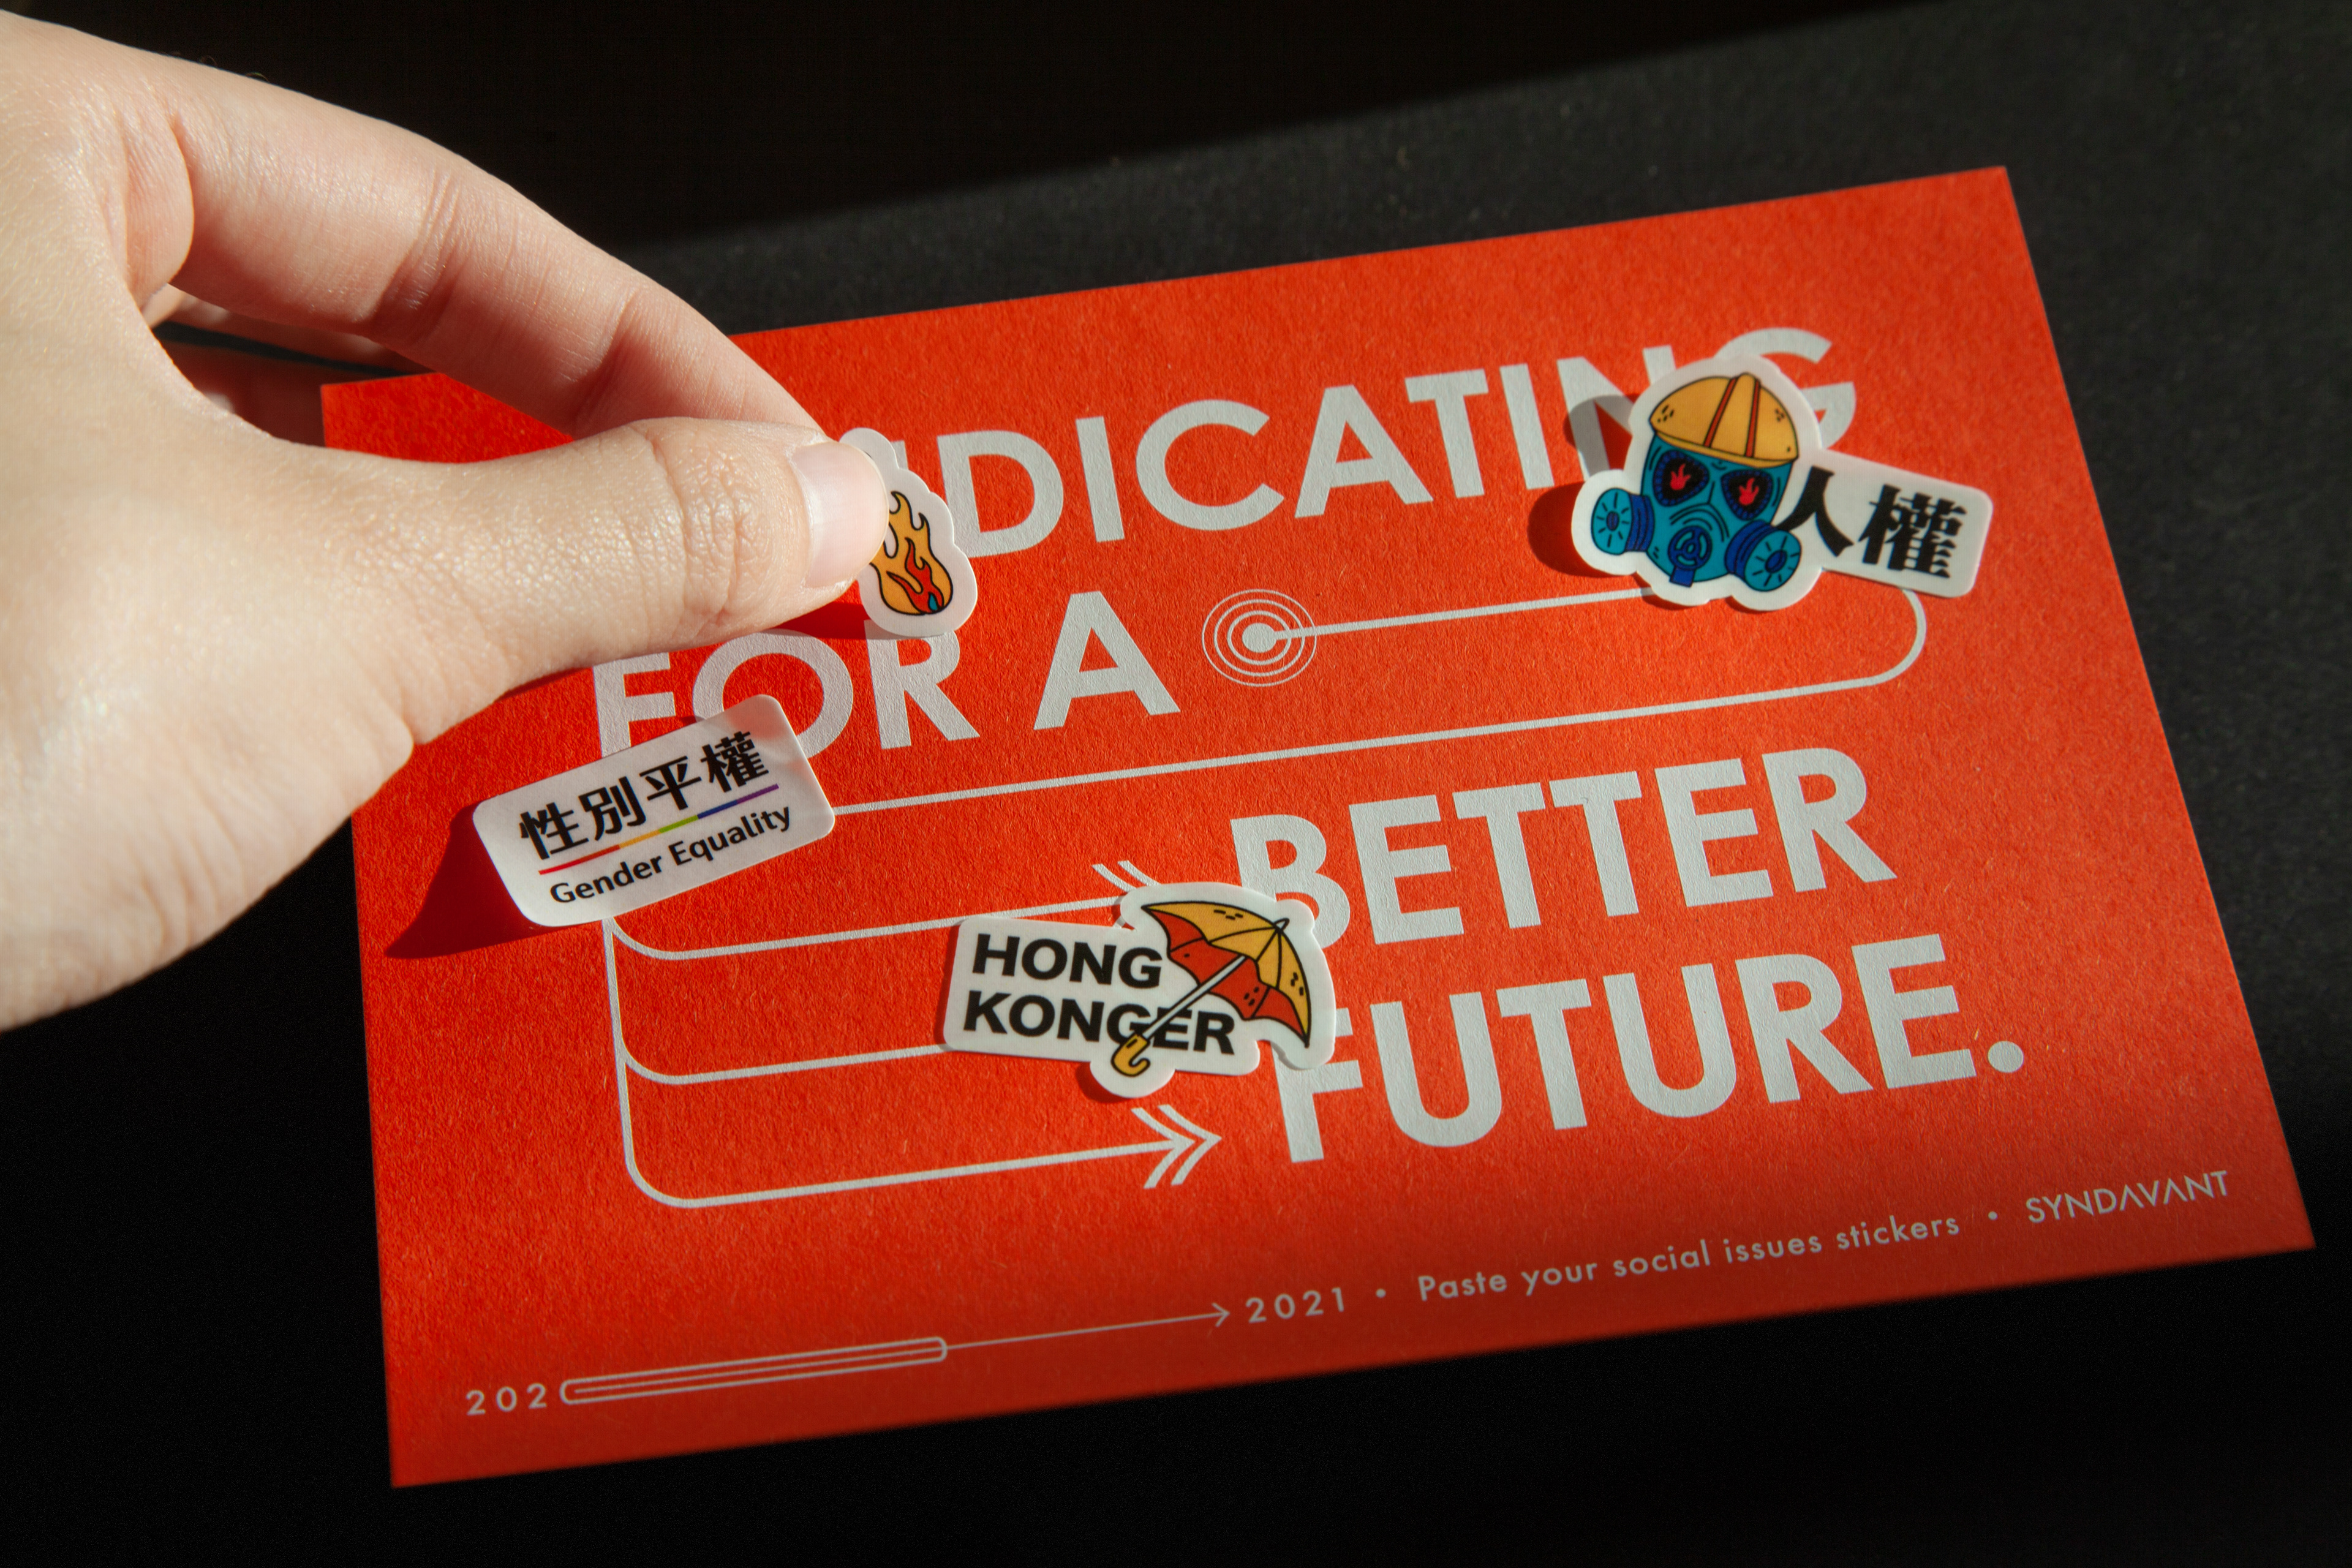 DICATING
人權
FOR A
性別平權
Gender Equality
BETTER
HONG
KONGER
FUTURE.
202 2021 • Paste your social issues stickers • SYNDAVANT